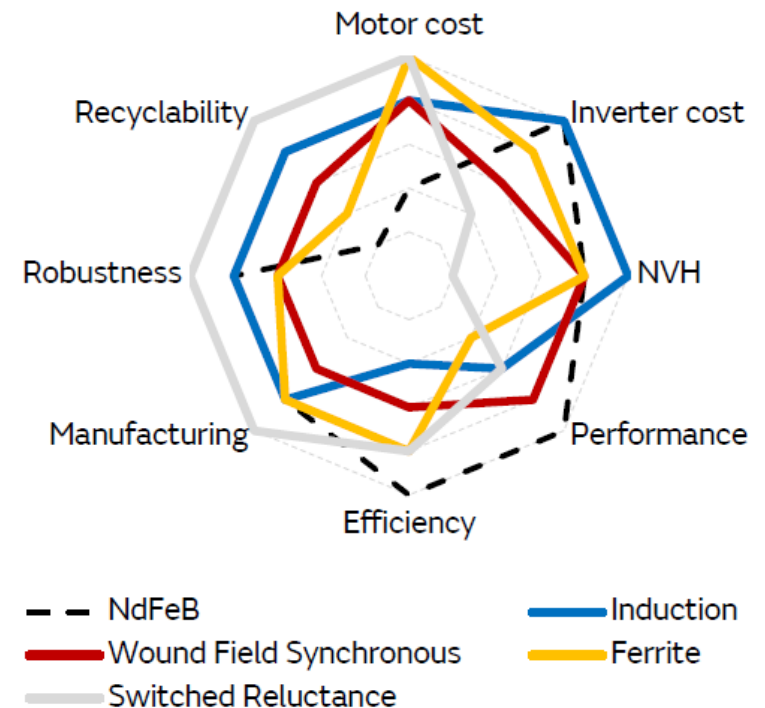 Motor cost
Recyclability
Inverter cost
Robustness
NVH
Manufacturing
Performance
Efficiency
NdFeB
Induction
Wound Field Synchronous
Ferrite
Switched Reluctance